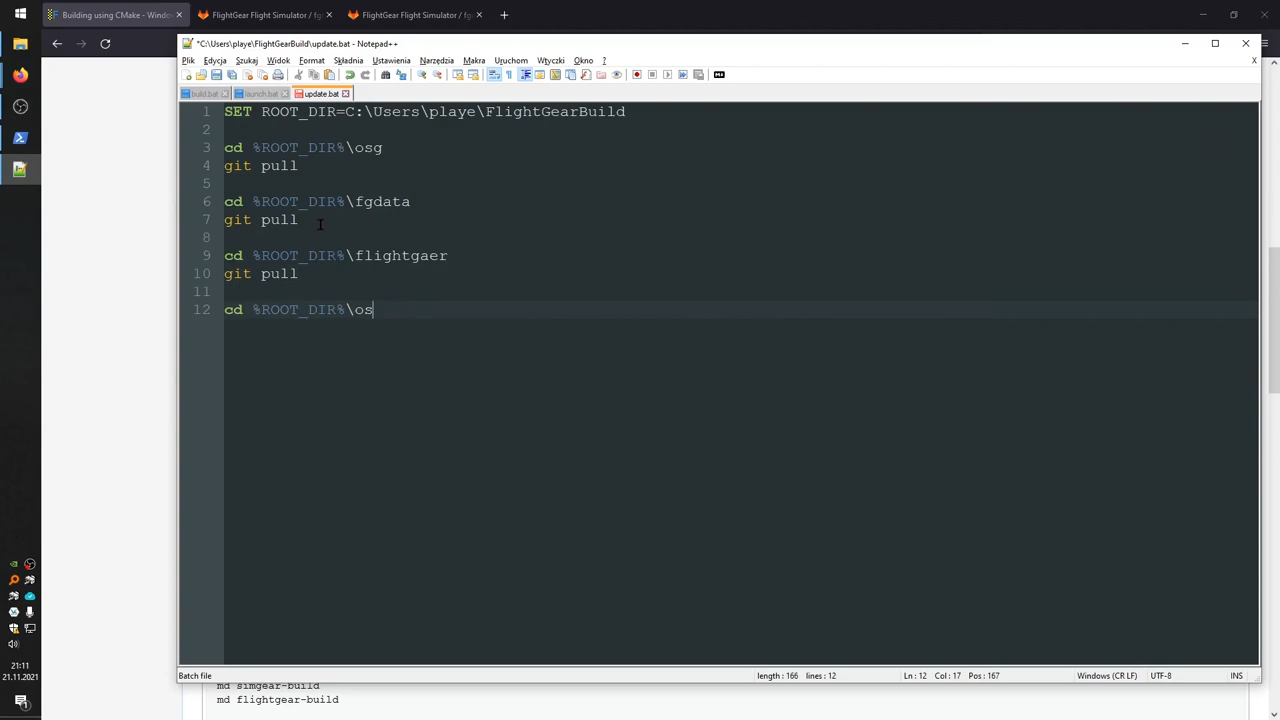 Building using CMake - Windo
FlightGear Flight Simulator / fg
FlightGear Flight Simulator / fg
*C:\Users\playe\FlightGearBuild\update.bat - Notepad++
Plik Edycja Szukaj Widok Format Składnia Ustawienia Narzędzia Makra Uruchom Wtyczki Okno ?
X
build.bat launch.bat update.bat
1 SET ROOT_DIR=C:\Users\playe\FlightGearBuild
2
3 cd %ROOT_DIR%\osg
4 git pull
5
6 cd %ROOT_DIR%\fgdata
7 git pull
8
9 cd %ROOT_DIR%\flightgaer
10 git pull
11
12 cd %ROOT_DIR%\os
Batch file length : 166 lines : 12 Ln : 12 Col : 17 Pos : 167 Windows (CR LF) UTF-8 INS
md simgear-build
md flightgear-build
21:11
21.11.2021